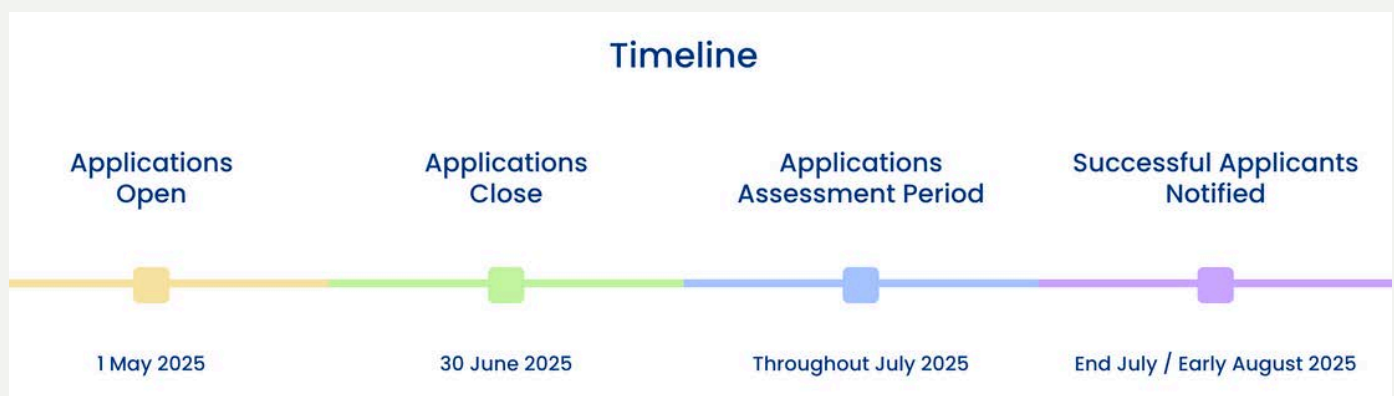 Timeline
Applications
Open
Applications
Close
Applications
Assessment Period
Successful Applicants
Notified
1 May 2025
30 June 2025
Throughout July 2025
End July / Early August 2025